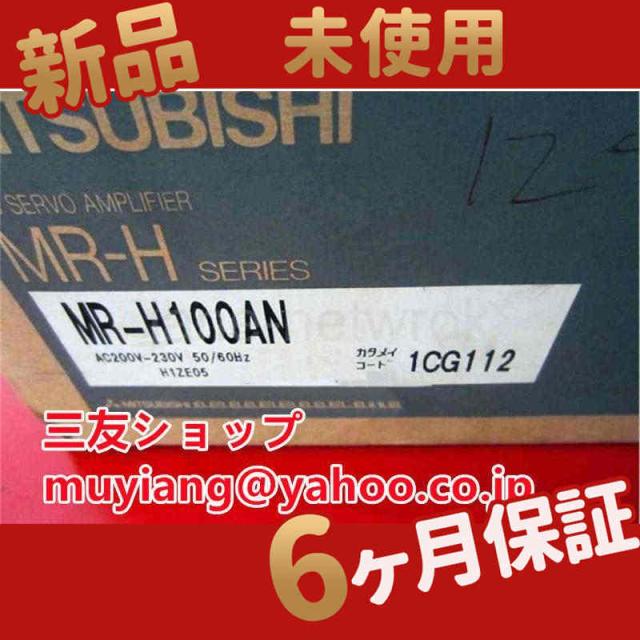 新品 未使用
MITSUBISHI
SERVO AMPLIFIER
MR-H SERIES
MR-H100AN
AC200V-230V 50/60Hz
H1ZE05
カタメイ
コード 1CG112
三友ショップ
muyiang@yahoo.co.jp
6ヶ月保証